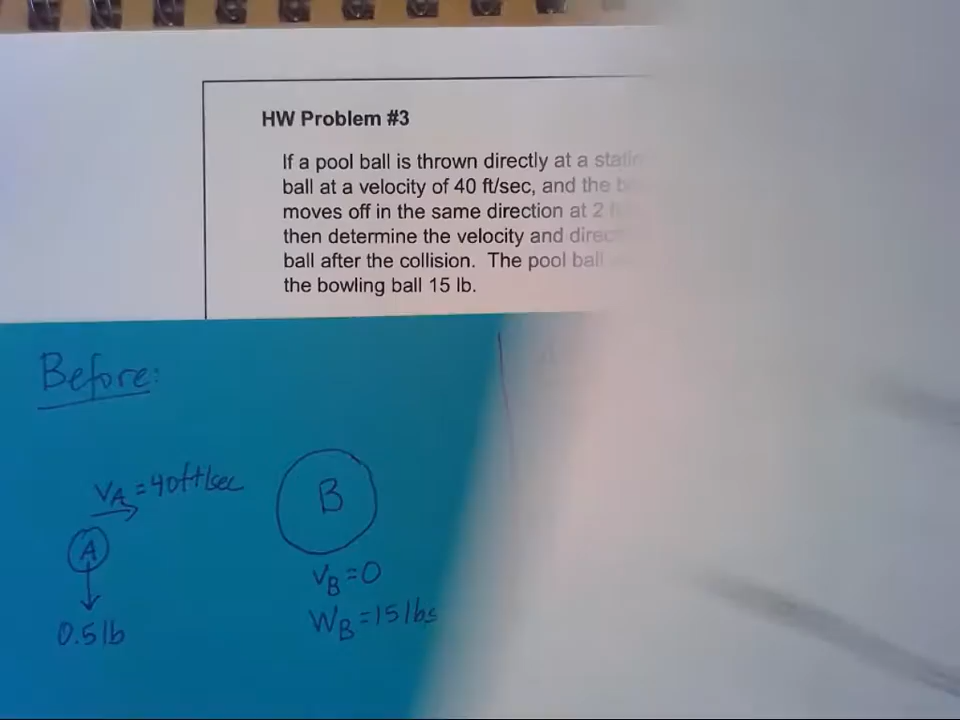 HW Problem #3
If a pool ball is thrown directly at a
ball at a velocity of 40 ft/sec, and the
moves off in the same direction at 2
then determine the velocity and
ball after the collision. The pool ball
the bowling ball 15 lb.
Before:
VA = 40ft/sec
A
0.5 lb
B
VB = 0
WB = 15 lbs